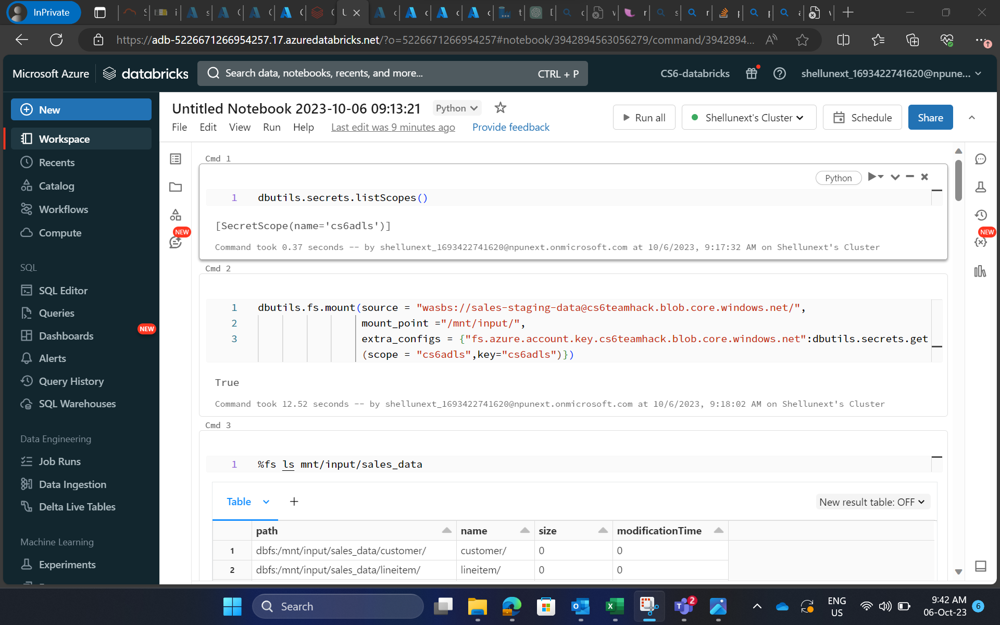 InPrivate
https://adb-5226671266954257.17.azuredatabricks.net/?o=5226671266954257#notebook/3942894563056279/command/3942894...
Microsoft Azure
databricks
Search data, notebooks, recents, and more...
CTRL + P
CS6-databricks
shellunext_1693422741620@npune...
New
Workspace
Recents
Catalog
Workflows
Compute
SQL
SQL Editor
Queries
Dashboards
NEW
Alerts
Query History
SQL Warehouses
Data Engineering
Job Runs
Data Ingestion
Delta Live Tables
Machine Learning
Experiments
Untitled Notebook 2023-10-06 09:13:21
Python
File Edit View Run Help Last edit was 9 minutes ago Provide feedback
Run all
Shellunext's Cluster
Schedule
Share
NEW
NEW
Cmd 1
Python
1 dbutils.secrets.listScopes()
[SecretScope(name='cs6adls')]
Command took 0.37 seconds -- by shellunext_1693422741620@npunext.onmicrosoft.com at 10/6/2023, 9:17:32 AM on Shellunext's Cluster
Cmd 2
1 dbutils.fs.mount(source = "wasbs://sales-staging-data@cs6teamhack.blob.core.windows.net/",
2 mount_point ="/mnt/input/",
3 extra_configs = {"fs.azure.account.key.cs6teamhack.blob.core.windows.net":dbutils.secrets.get
(scope = "cs6adls",key="cs6adls")})
True
Command took 12.52 seconds -- by shellunext_1693422741620@npunext.onmicrosoft.com at 10/6/2023, 9:18:02 AM on Shellunext's Cluster
Cmd 3
1 %fs ls mnt/input/sales_data
Table
New result table: OFF
path name size modificationTime
1 dbfs:/mnt/input/sales_data/customer/ customer/ 0 0
2 dbfs:/mnt/input/sales_data/lineitem/ lineitem/ 0 0
Search
2
ENG
US
9:42 AM
06-Oct-23
6